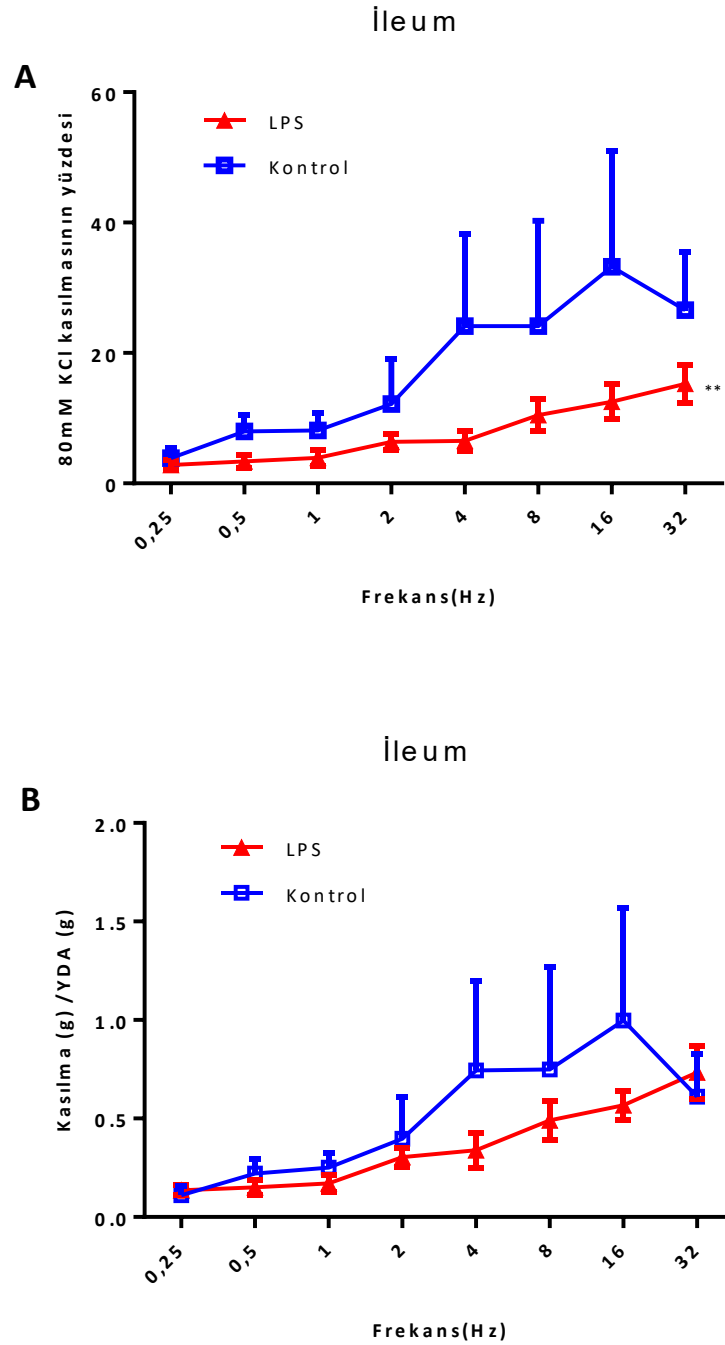 İleum
A
60
40
20
0
80mM KCl kasılmasının yüzdesi
LPS
Kontrol
**
0,25
0,5
1
2
4
8
16
32
Frekans(Hz)
İleum
B
2.0
1.5
1.0
0.5
0.0
Kasılma (g) /YDA (g)
LPS
Kontrol
0,25
0,5
1
2
4
8
16
32
Frekans(Hz)